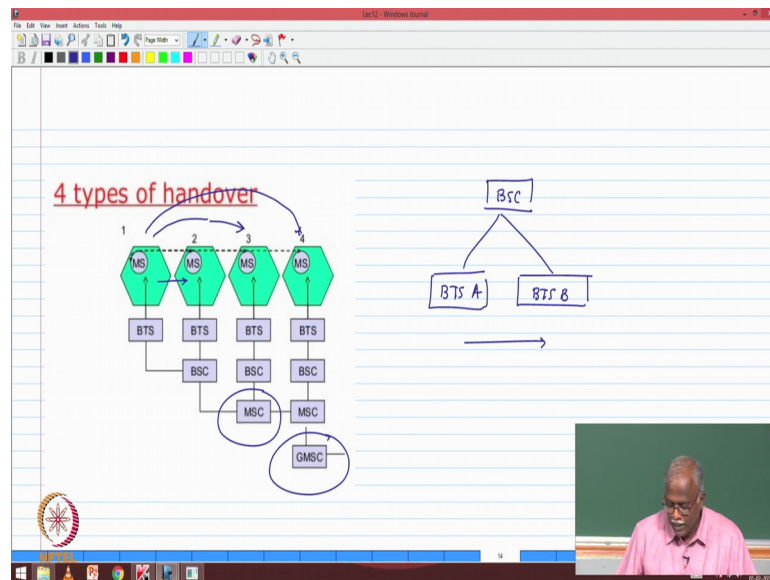 Lec12 - Windows Journal
File Edit View Insert Actions Tools Help
Page Width
B I
4 types of handover
1 2 3 4
MS MS MS MS
BTS BTS BTS BTS
BSC BSC BSC
MSC MSC
GMSC
BSC
BTS A BTS B
NPTEL
14